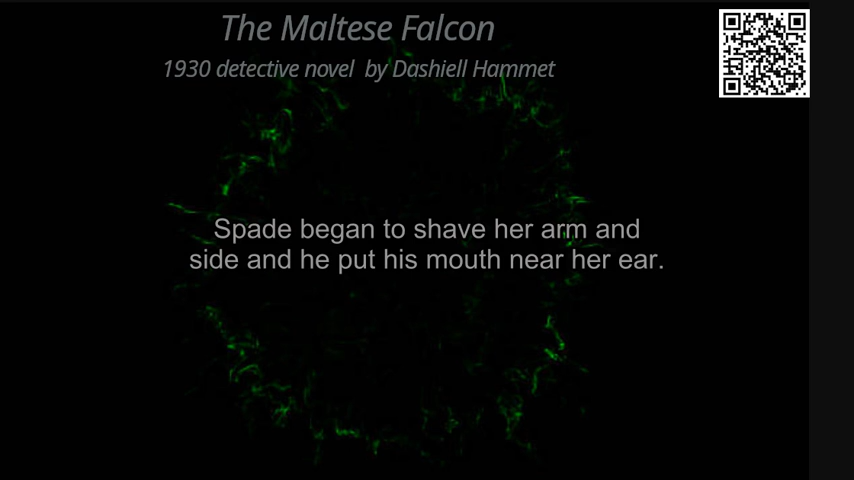 The Maltese Falcon
1930 detective novel  by Dashiell Hammet
Spade began to shave her arm and
side and he put his mouth near her ear.